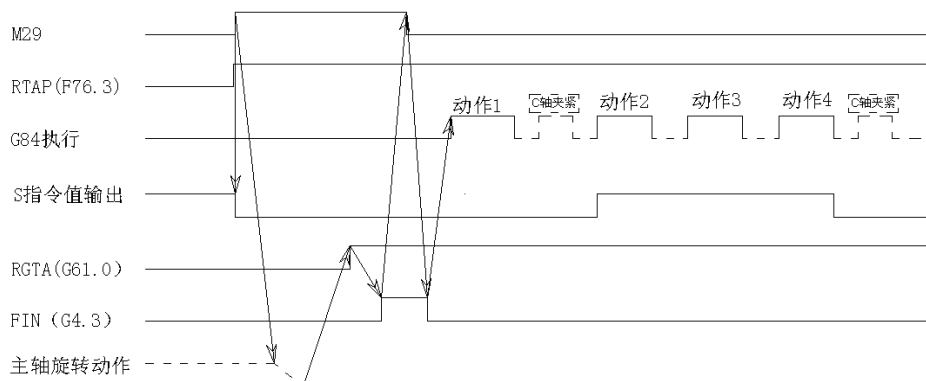 M29
RTAP(F76.3)
动作1 C轴夹紧 动作2 动作3 动作4 C轴夹紧
G84执行
S指令值输出
RGTA(G61.0)
FIN (G4.3)
主轴旋转动作